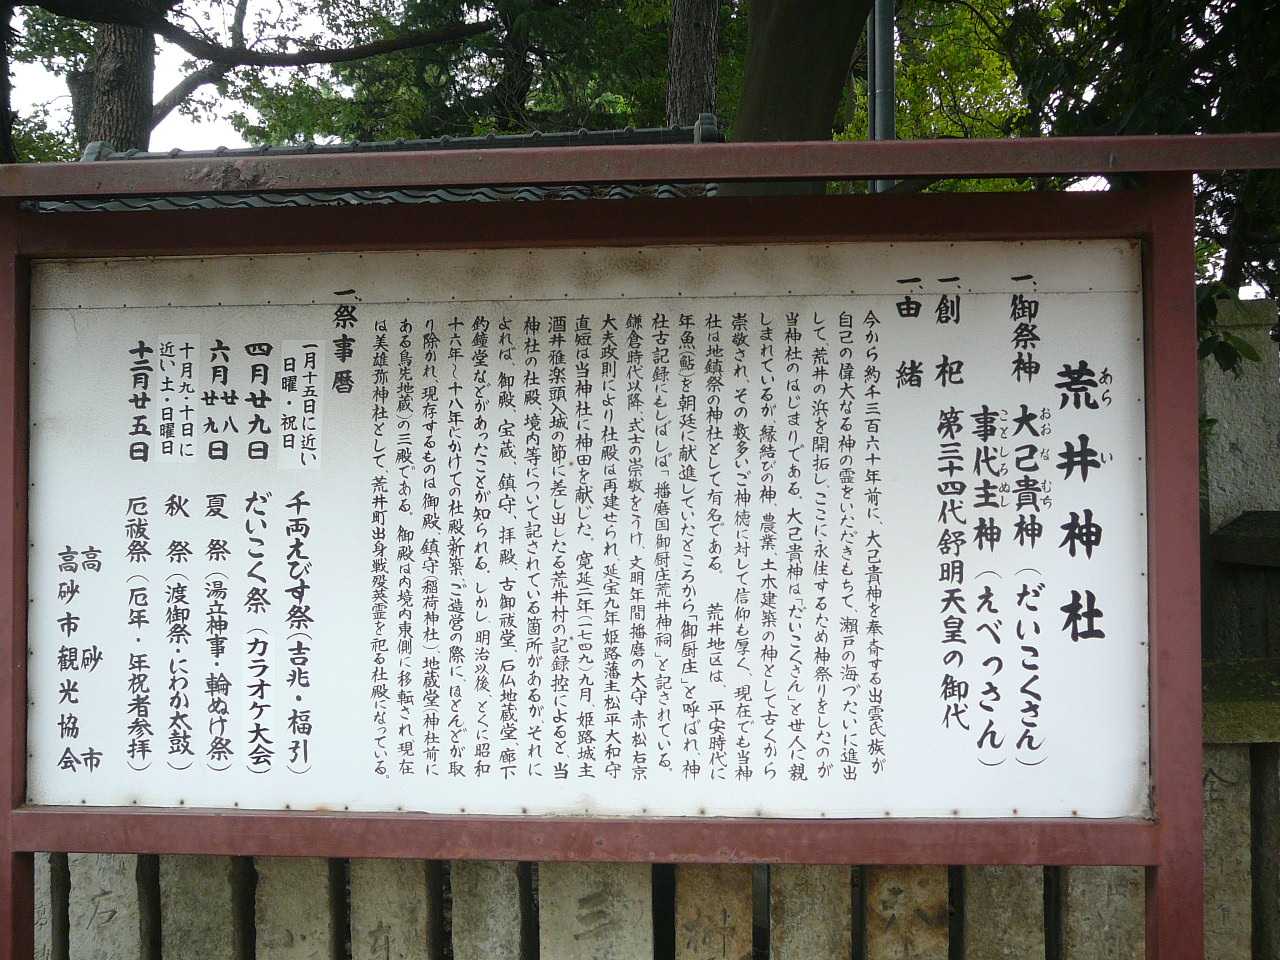 荒井神社
一、御祭神 大己貴神（だいこくさん）
事代主神（えべっさん）
一、創祀 第三十四代舒明天皇の御代
一、由緒
今から約千三百六十年前に、大己貴神を奉斎する出雲氏族が
自己の偉大なる神の霊をいただきもちて、瀬戸の海づたいに進出
して、荒井の浜を開拓し、ここに永住するため神祭りをしたのが
当神社のはじまりである。大己貴神は「だいこくさん」と世人に親
しまれているが縁結びの神、農業、土木建築の神として古くから
崇敬され、その数多いご神徳に対して信仰も厚く、現在でも当神
社は地鎮祭の神社として有名である。 荒井地区は、平安時代に
年魚（鮎）を朝廷に献進していたところから「御厨庄」と呼ばれ、神
社古記録にもしばしば「播磨国御厨庄荒井神祠」と記されている。
鎌倉時代以降、武士の崇敬をうけ、文明年間播磨の大守赤松右京
大夫政則により社殿は再建せられ、延宝九年姫路藩主松平大和守
直矩は当神社に神田を献じた。寛延二年（一七四九）九月、姫路城主
酒井雅楽頭入城の節に差し出したる荒井村の記録控によると、当
神社の社殿、境内等について記されている箇所があるが、それに
よれば、御殿、宝蔵、鎮守、拝殿、古御祓堂、石仏地蔵堂、廊下
釣鐘堂などがあったことが知られる。しかし、明治以後、とくに昭和
十六年～十八年にかけての社殿新築、ご造営の際に、ほとんどが取
り除かれ、現存するものは御殿、鎮守（稲荷神社）、地蔵堂（神社前に
ある鳥先地蔵）の三殿である。御殿は内境内東側に移転され、現在
は美雄弥神社として、荒井町出身戦歿英霊を祀る社殿になっている。
一、祭事暦
一月十五日に近い日曜・祝日 千両えびす祭（吉兆・福引）
四月廿九日 だいこく祭（カラオケ大会）
六月廿八廿九日 夏祭（湯立神事・輪ぬけ祭）
十月九・十日に近い土・日曜日 秋祭（渡御祭・にわか太鼓）
十二月廿五日 厄祓祭（厄年・年祝者参拝）
高砂市
高砂市観光協会